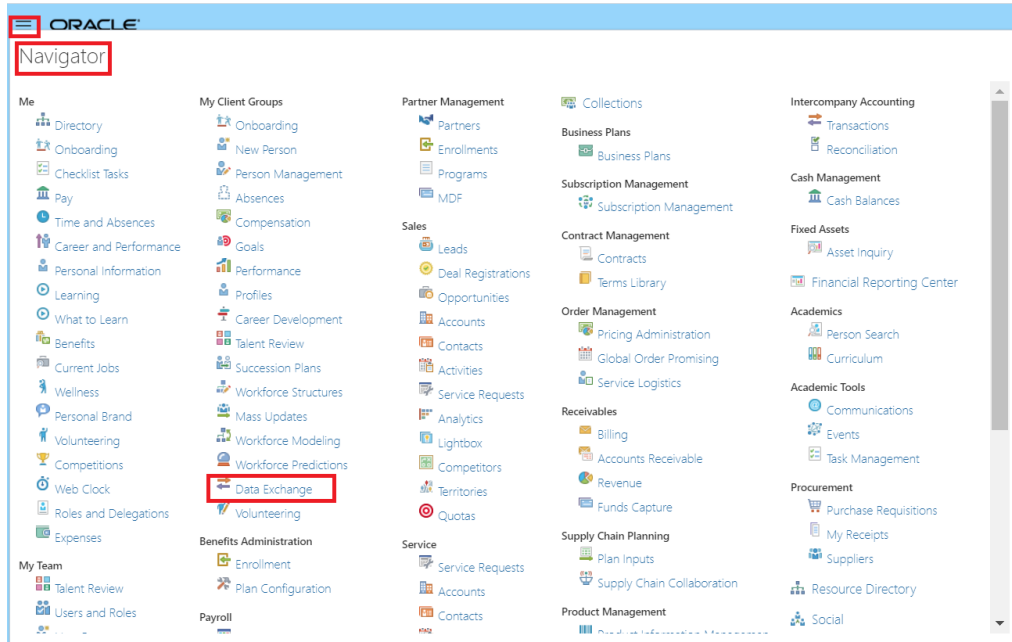 ORACLE
Navigator
Me
Directory
Onboarding
Checklist Tasks
Pay
Time and Absences
Career and Performance
Personal Information
Learning
What to Learn
Benefits
Current Jobs
Wellness
Personal Brand
Volunteering
Competitions
Web Clock
Roles and Delegations
Expenses
My Team
Talent Review
Users and Roles
My Client Groups
Onboarding
New Person
Person Management
Absences
Compensation
Goals
Performance
Profiles
Career Development
Talent Review
Succession Plans
Workforce Structures
Mass Updates
Workforce Modeling
Workforce Predictions
Data Exchange
Volunteering
Benefits Administration
Enrollment
Plan Configuration
Payroll
Partner Management
Partners
Enrollments
Programs
MDF
Sales
Leads
Deal Registrations
Opportunities
Accounts
Contacts
Activities
Service Requests
Analytics
Lightbox
Competitors
Territories
Quotas
Service
Service Requests
Accounts
Contacts
Collections
Business Plans
Business Plans
Subscription Management
Subscription Management
Contract Management
Contracts
Terms Library
Order Management
Pricing Administration
Global Order Promising
Service Logistics
Receivables
Billing
Accounts Receivable
Revenue
Funds Capture
Supply Chain Planning
Plan Inputs
Supply Chain Collaboration
Product Management
Intercompany Accounting
Transactions
Reconciliation
Cash Management
Cash Balances
Fixed Assets
Asset Inquiry
Financial Reporting Center
Academics
Person Search
Curriculum
Academic Tools
Communications
Events
Task Management
Procurement
Purchase Requisitions
My Receipts
Suppliers
Resource Directory
Social